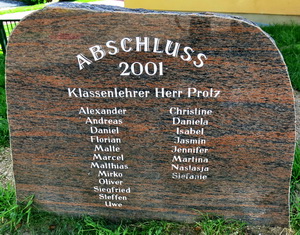 ABSCHLUSS
2001
Klassenlehrer Herr Protz
Alexander
Andreas
Daniel
Florian
Malte
Marcel
Matthias
Mirko
Oliver
Siegfried
Steffen
Uwe
Christine
Daniela
Isabel
Jasmin
Jennifer
Martina
Nastasja
Stefanie